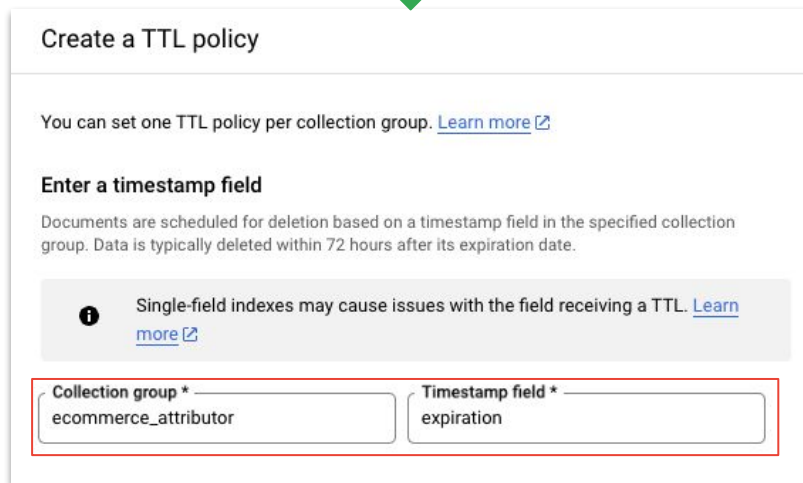 Create a TTL policy
You can set one TTL policy per collection group. Learn more
Enter a timestamp field
Documents are scheduled for deletion based on a timestamp field in the specified collection
group. Data is typically deleted within 72 hours after its expiration date.
Single-field indexes may cause issues with the field receiving a TTL. Learn
more
Collection group *
ecommerce_attributor
Timestamp field *
expiration